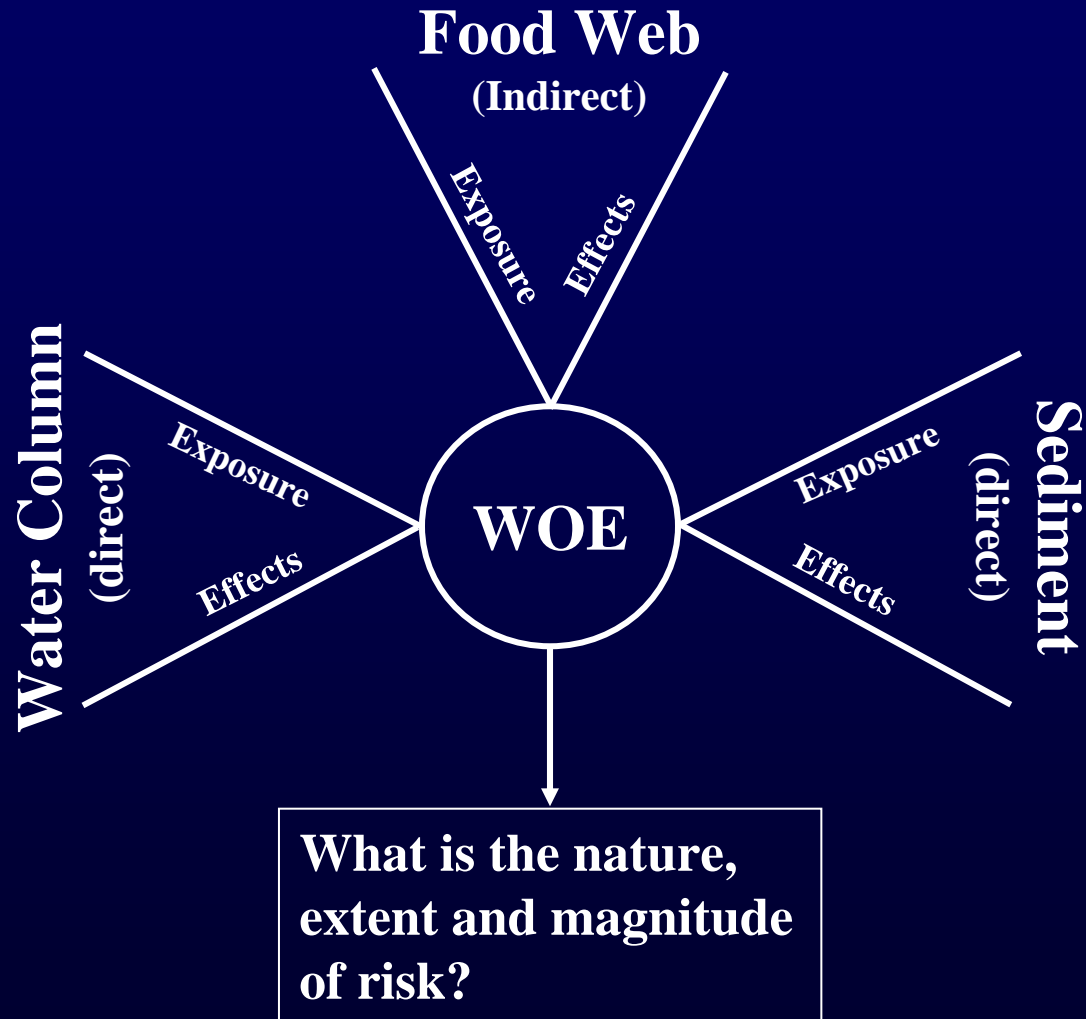 Food Web
(Indirect)
Exposure
Effects
Water Column
(direct)
Exposure
Effects
WOE
Exposure
Effects
(direct)
Sediment
What is the nature,
extent and magnitude
of risk?